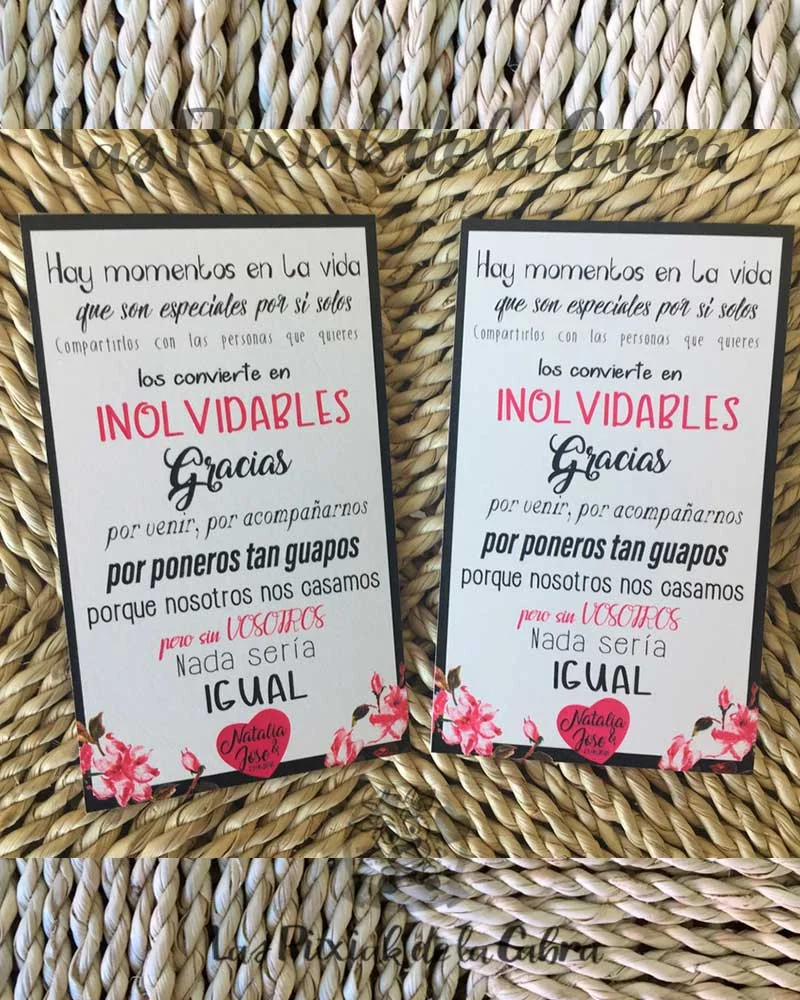 Las Pitxiak de la Cabra
Hay momentos en la vida
que son especiales por si solos
Compartirlos con las personas que quieres
los convierte en
INOLVIDABLES
Gracias
por venir, por acompañarnos
por poneros tan guapos
porque nosotros nos casamos
pero sin VOSOTROS
Nada sería
IGUAL
Natalia
& Jose
Hay momentos en la vida
que son especiales por si solos
Compartirlos con las personas que quieres
los convierte en
INOLVIDABLES
Gracias
por venir, por acompañarnos
por poneros tan guapos
porque nosotros nos casamos
pero sin VOSOTROS
Nada sería
IGUAL
Natalia
& Jose
Las Pitxiak de la Cabra